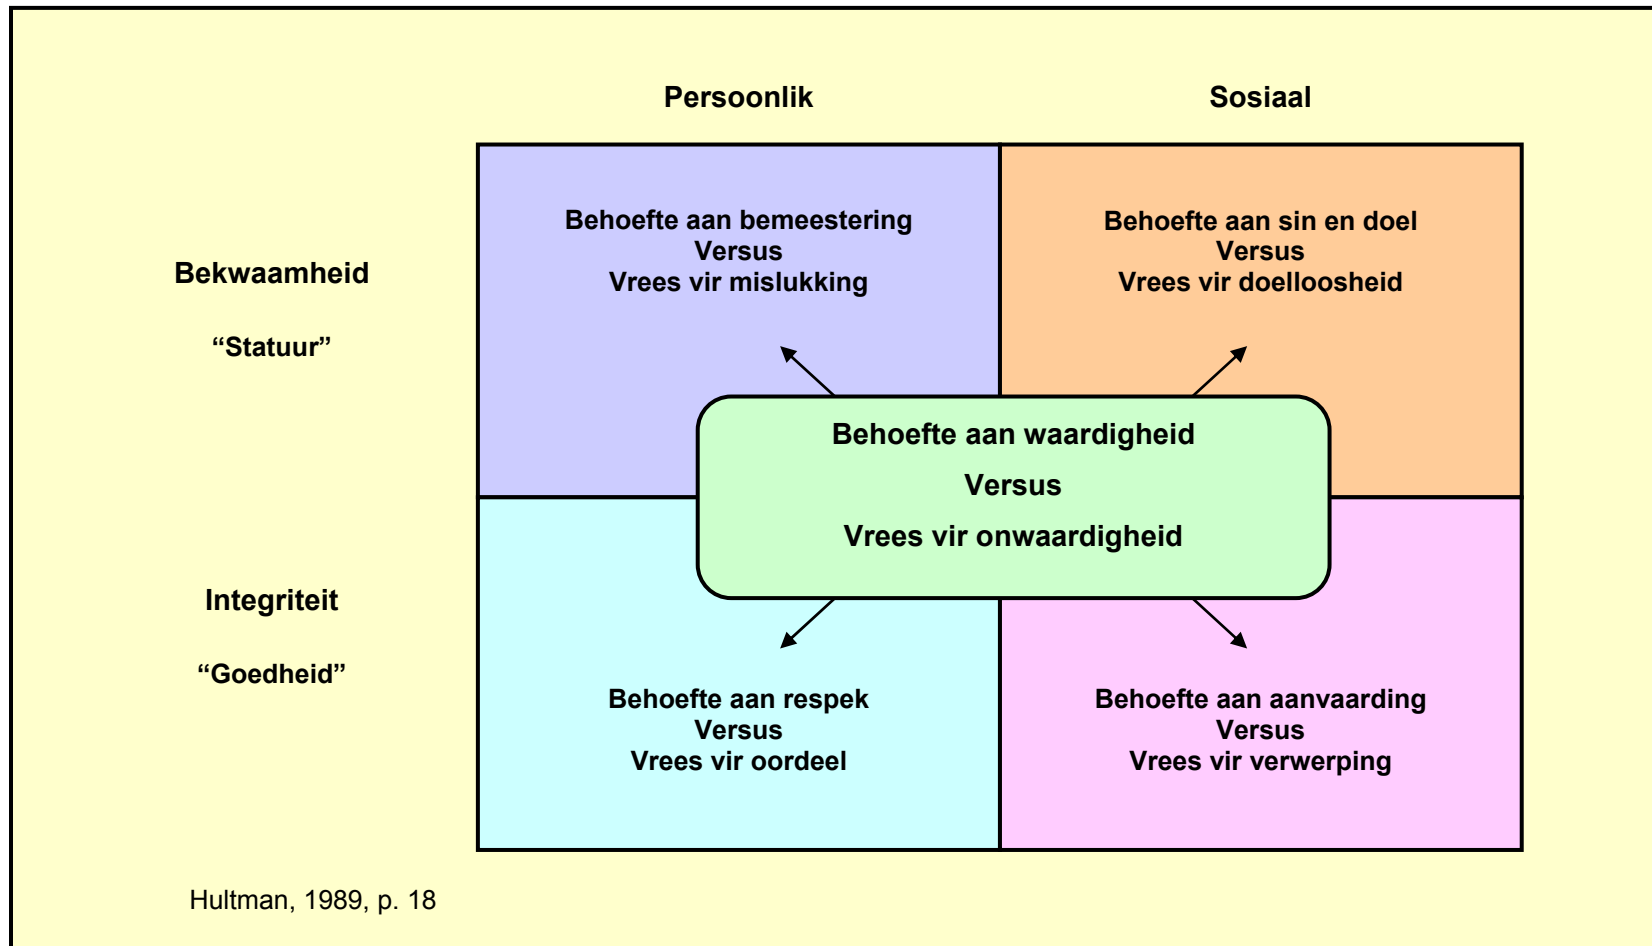 Persoonlik
Sosiaal
Behoefte aan bemeestering
Versus
Vrees vir mislukking
Behoefte aan sin en doel
Versus
Vrees vir doelloosheid
Bekwaamheid
“Statuur”
Behoefte aan waardigheid
Versus
Vrees vir onwaardigheid
Integriteit
“Goedheid”
Behoefte aan respek
Versus
Vrees vir oordeel
Behoefte aan aanvaarding
Versus
Vrees vir verwerping
Hultman, 1989, p. 18